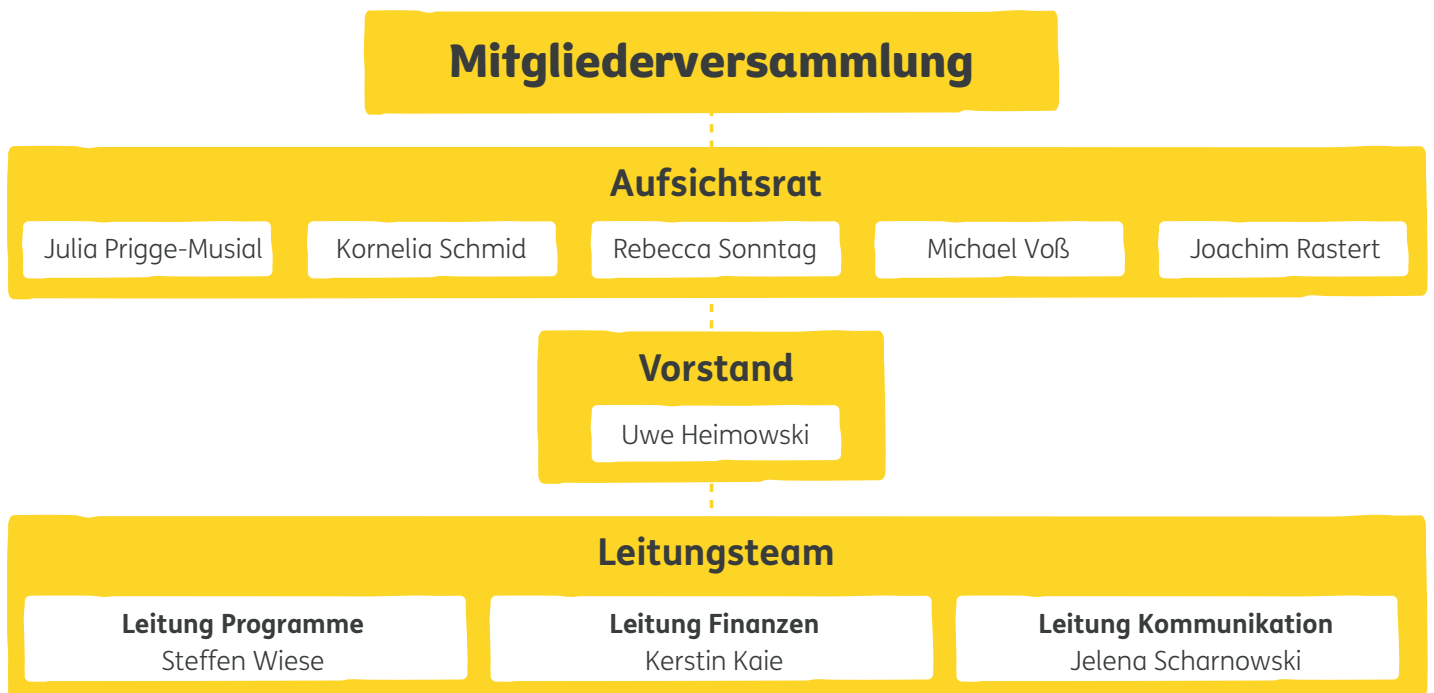 Mitgliederversammlung
Aufsichtsrat
Julia Prigge-Musial
Kornelia Schmid
Rebecca Sonntag
Michael Voß
Joachim Rastert
Vorstand
Uwe Heimowski
Leitungsteam
Leitung Programme
Steffen Wiese
Leitung Finanzen
Kerstin Kaie
Leitung Kommunikation
Jelena Scharnowski